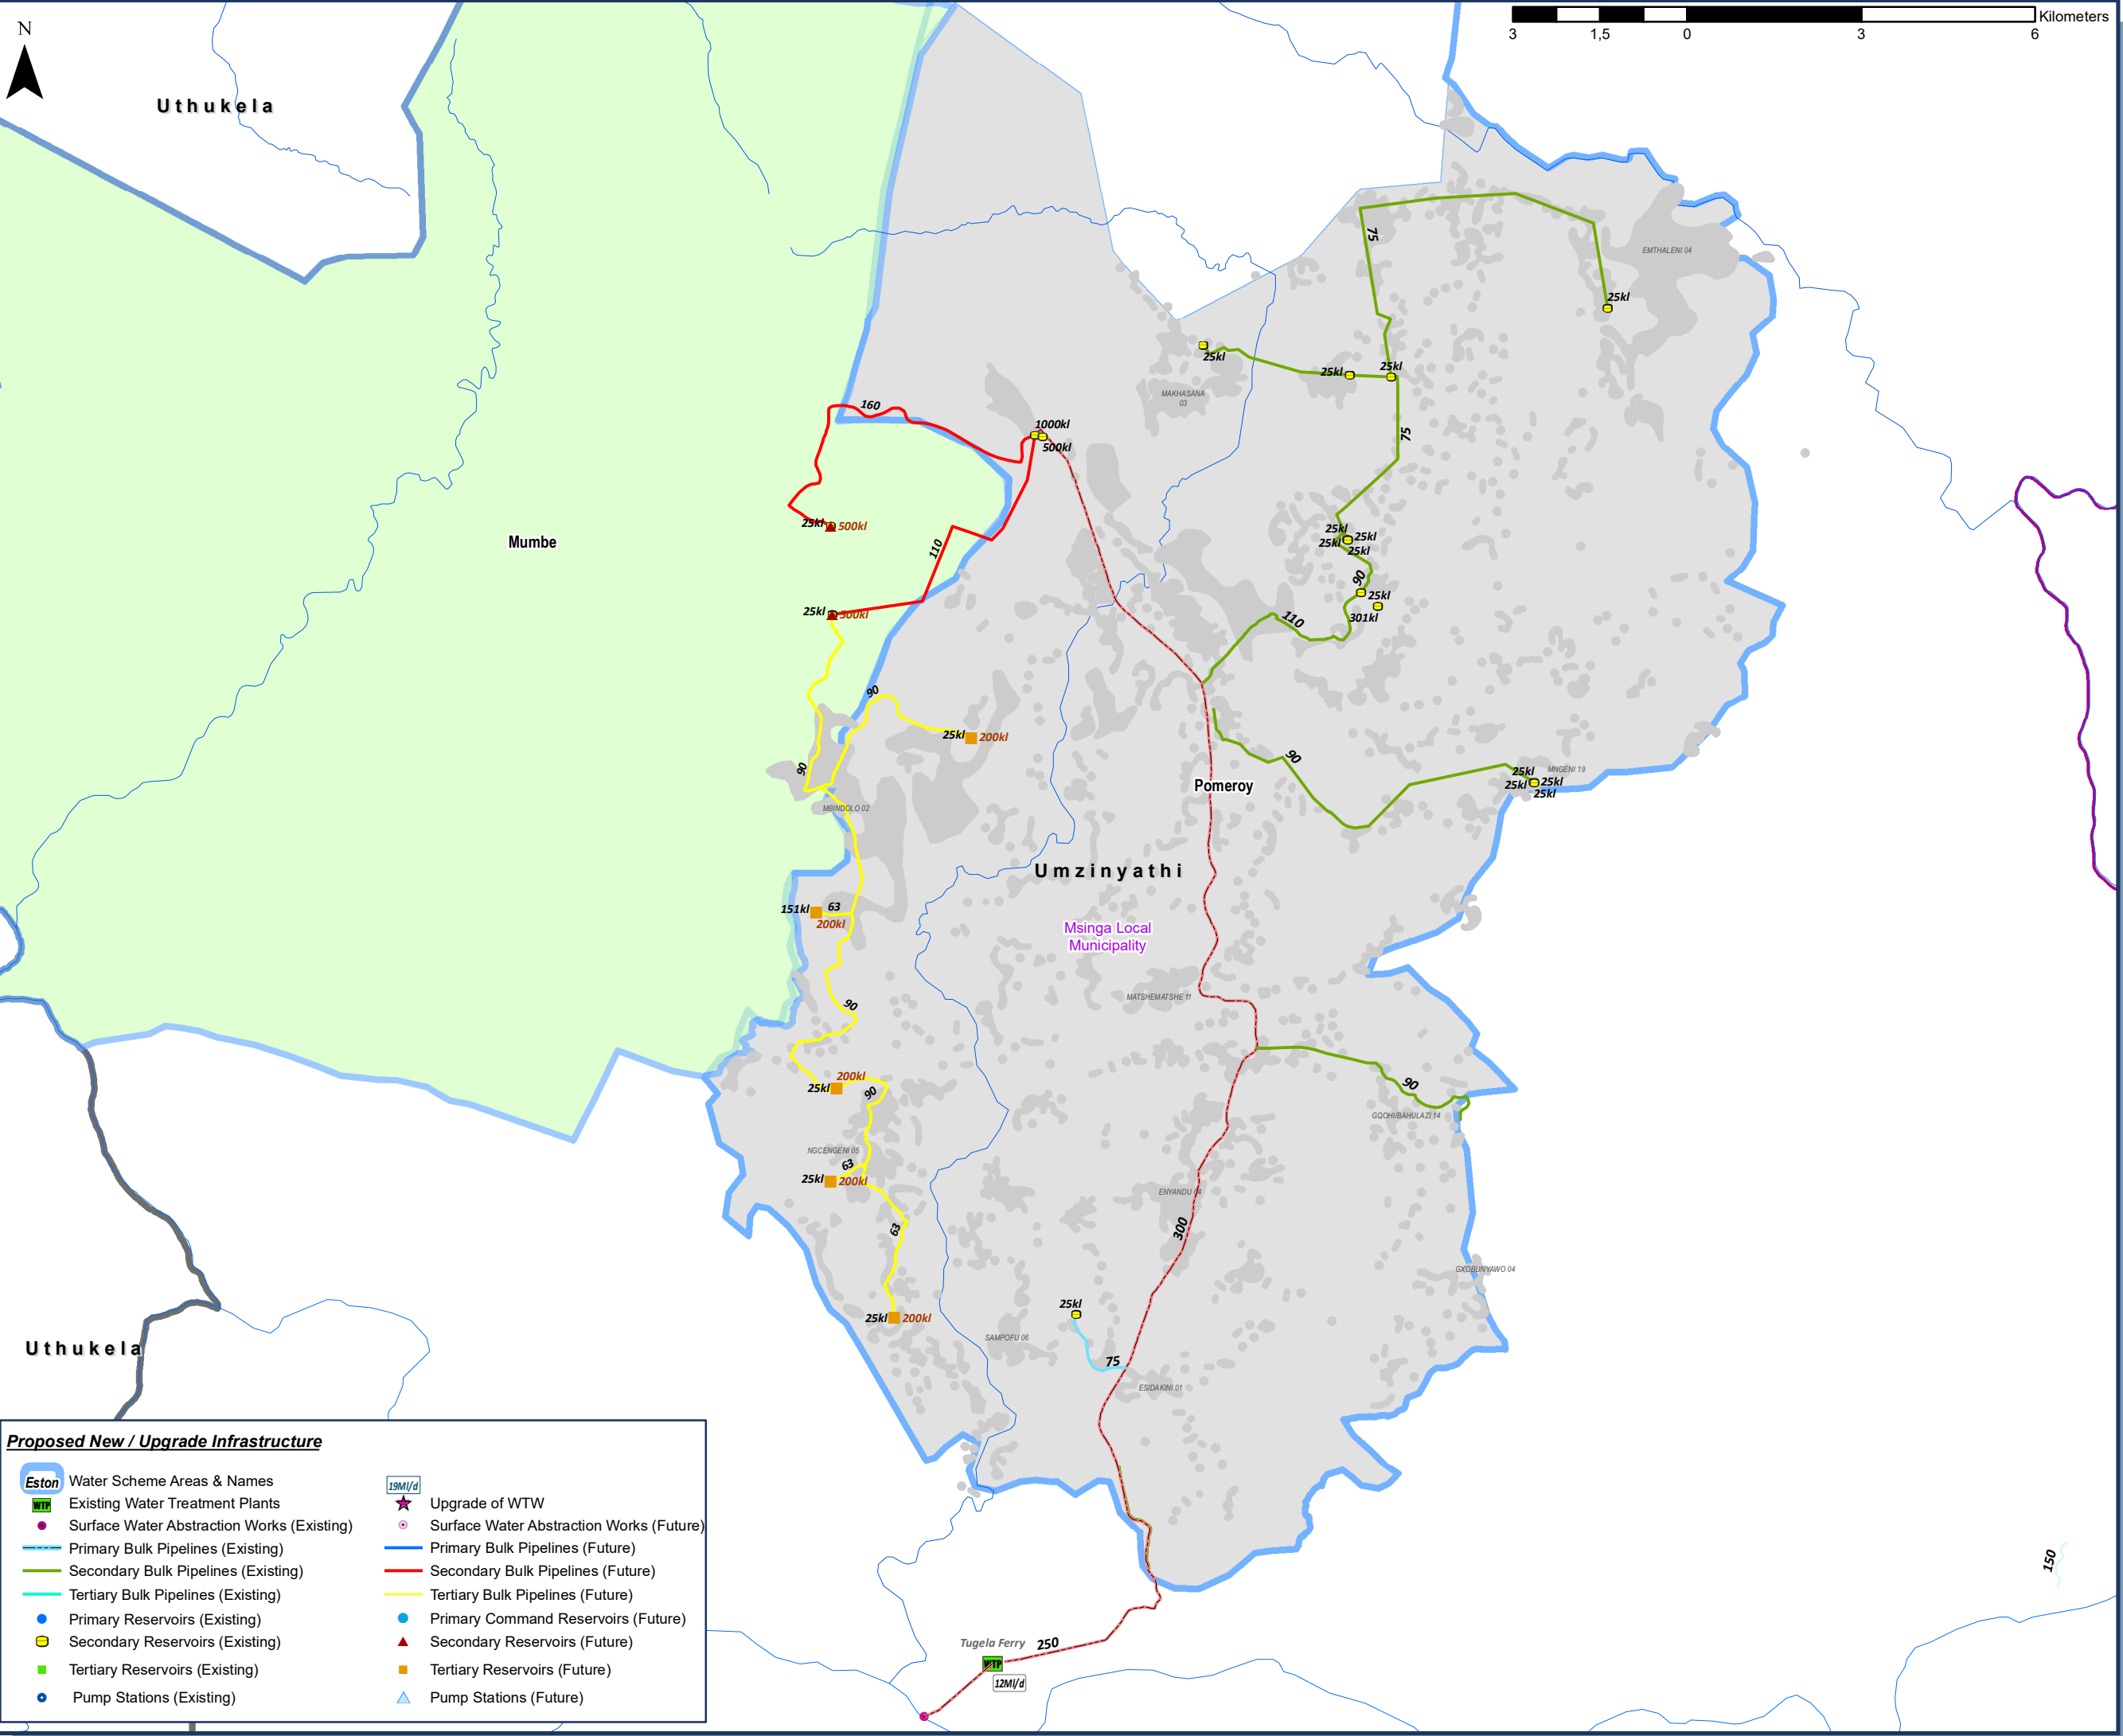 N
Kilometers
3 1,5 0 3 6
Uthukela
EMTHALENI 04
75
25kl
25kl
25kl
25kl
MAKHASANA
03
160
1000kl
500kl
75
25kl
500kl
Mumbe
25kl
25kl
25kl
25kl
110
90
25kl
301kl
25kl
500kl
110
90
25kl
200kl
90
90
Pomeroy
MNGENI 19
25kl
25kl
25kl
25kl
MBINDOLO 02
Umzinyathi
151kl
63
200kl
Msinga Local
Municipality
MATSHEMATSHE 11
90
200kl
25kl
90
90
GQOHI/BAHULAZI 14
NGCENGENI 05
63
25kl
200kl
ENYANDU 04
300
63
GXOBUNYAWO 04
25kl
25kl
200kl
SAMPOFU 06
75
ESIDAKINI 01
Uthukela
150
Tugela Ferry
250
WTP
12Ml/d
Proposed New / Upgrade Infrastructure
Eston
Water Scheme Areas & Names
WTP
Existing Water Treatment Plants
Surface Water Abstraction Works (Existing)
Primary Bulk Pipelines (Existing)
Secondary Bulk Pipelines (Existing)
Tertiary Bulk Pipelines (Existing)
Primary Reservoirs (Existing)
Secondary Reservoirs (Existing)
Tertiary Reservoirs (Existing)
Pump Stations (Existing)
19Ml/d
Upgrade of WTW
Surface Water Abstraction Works (Future)
Primary Bulk Pipelines (Future)
Secondary Bulk Pipelines (Future)
Tertiary Bulk Pipelines (Future)
Primary Command Reservoirs (Future)
Secondary Reservoirs (Future)
Tertiary Reservoirs (Future)
Pump Stations (Future)